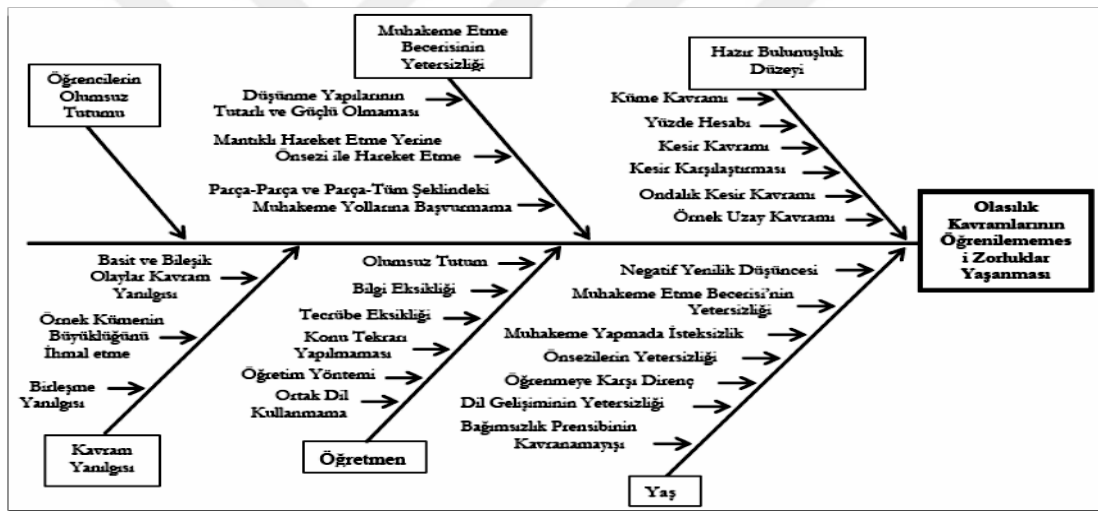 Öğrencilerin
Olumsuz
Tutumu
Muhakeme Etme
Becerisinin
Yetersizliği
Düşünme Yapılarının
Tutarlı ve Güçlü Olmaması
Mantıklı Hareket Etme Yerine
Önsezi ile Hareket Etme
Parça-Parça ve Parça-Tüm Şeklindeki
Muhakeme Yollarına Başvurmama
Hazır Bulunuşluk
Düzeyi
Küme Kavramı
Yüzde Hesabı
Kesir Kavramı
Kesir Karşılaştırması
Ondalık Kesir Kavramı
Örnek Uzay Kavramı
Olasılık
Kavramlarının
Öğrenilememes
i Zorluklar
Yaşanması
Basit ve Bileşik
Olaylar Kavram
Yanılgısı
Örnek Kümenin
Büyüklüğünü
İhmal etme
Birleşme
Yanılgısı
Kavram
Yanılgısı
Olumsuz Tutum
Bilgi Eksikliği
Tecrübe Eksikliği
Konu Tekrarı
Yapılmaması
Öğretim Yöntemi
Ortak Dil
Kullanmama
Öğretmen
Negatif Yenilik Düşüncesi
Muhakeme Etme Becerisi'nin
Yetersizliği
Muhakeme Yapmada İsteksizlik
Önsezilerin Yetersizliği
Öğrenmeye Karşı Direnç
Dil Gelişiminin Yetersizliği
Bağımsızlık Prensibinin
Kavranamayışı
Yaş